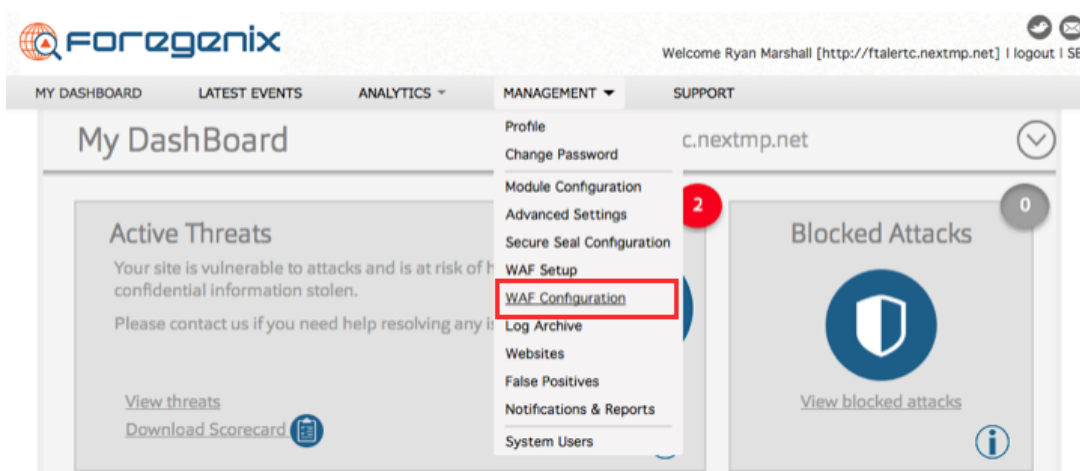 FOregenix
Welcome Ryan Marshall [http://ftalertc.nextmp.net] | logout | SE
MY DASHBOARD LATEST EVENTS ANALYTICS MANAGEMENT SUPPORT
My DashBoard
c.nextmp.net
Profile
Change Password
Module Configuration
Advanced Settings
Secure Seal Configuration
WAF Setup
WAF Configuration
Log Archive
Websites
False Positives
Notifications & Reports
System Users
Active Threats
2
Your site is vulnerable to attacks and is at risk of h
confidential information stolen.
Please contact us if you need help resolving any is
View threats
Download Scorecard
Blocked Attacks
0
View blocked attacks
i